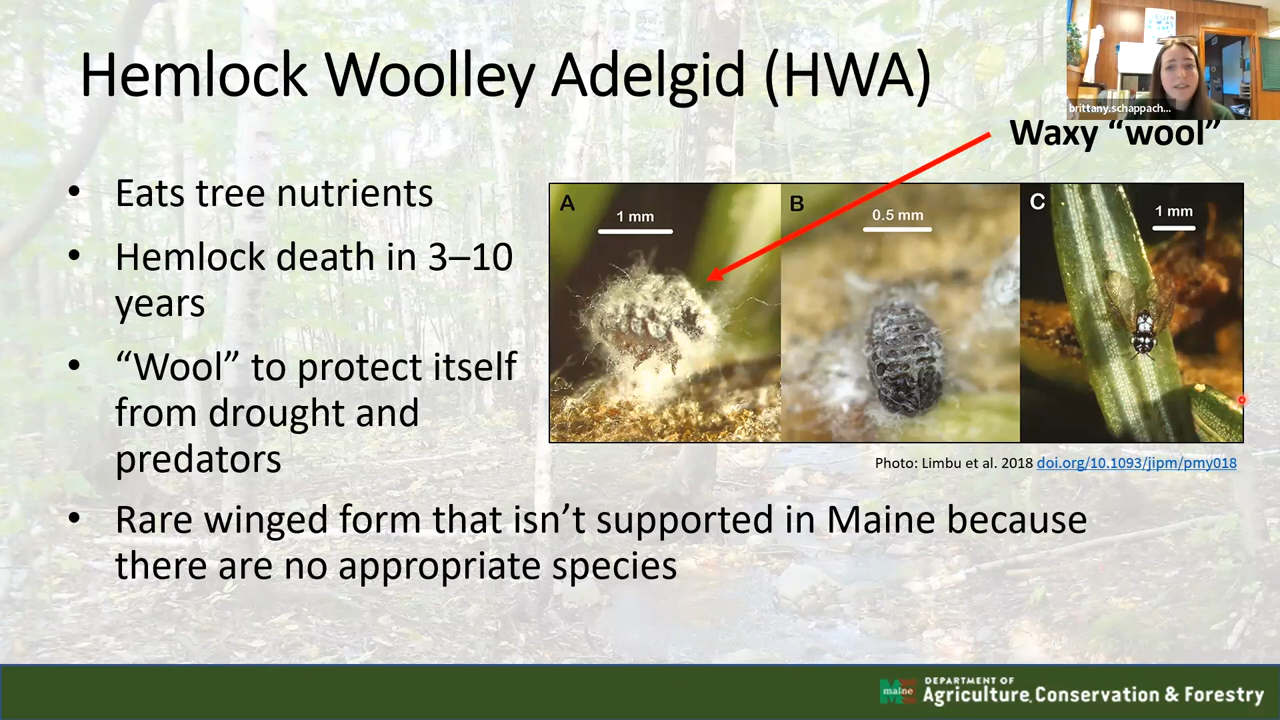 Hemlock Woolley Adelgid (HWA)
brittany.schappach...
Waxy “wool”
• Eats tree nutrients
• Hemlock death in 3–10
years
• “Wool” to protect itself
from drought and
predators
• Rare winged form that isn’t supported in Maine because
there are no appropriate species
A
1 mm
B
0.5 mm
C
1 mm
Photo: Limbu et al. 2018 doi.org/10.1093/jipm/pmy018
maine
DEPARTMENT OF
Agriculture, Conservation & Forestry